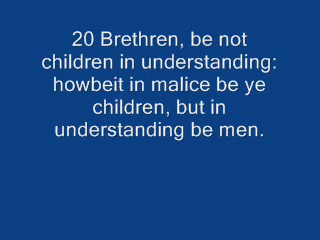 20 Brethren, be not
children in understanding:
howbeit in malice be ye
children, but in
understanding be men.